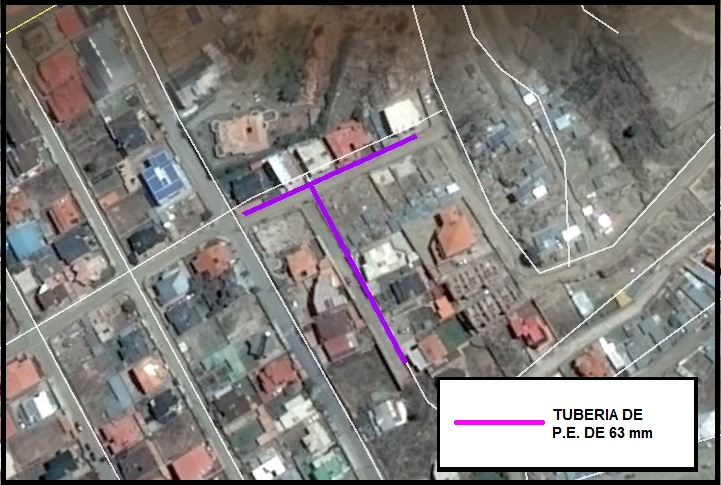 TUBERIA DE
P.E. DE 63 mm